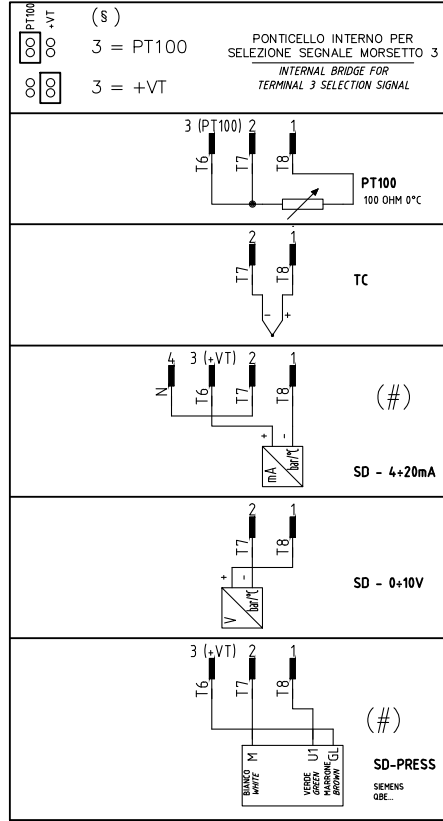 PT100
+VT
(§)
3 = PT100
3 = +VT
PONTICELLO INTERNO PER
SELEZIONE SEGNALE MORSETTO 3
INTERNAL BRIDGE FOR
TERMINAL 3 SELECTION SIGNAL
3 (PT100) 2 1
T6 T7 T8
PT100
100 OHM 0°C
2 1
T7 T8
- +
TC
4 3 (+VT) 2 1
N T6 T7 T8
(#)
+ -
mA bar/°C
SD - 4÷20mA
2 1
T7 T8
+ -
V bar/°C
SD - 0÷10V
3 (+VT) 2 1
T6 T7 T8
(#)
M U1 GL
BIANCO VERDE MARRONE
WHITE GREEN BROWN
SD-PRESS
SIEMENS
QBE...